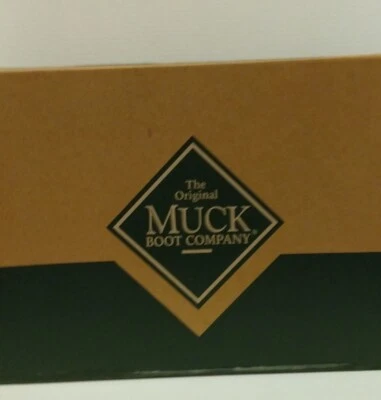 The
Original
MUCK®
BOOT COMPANY